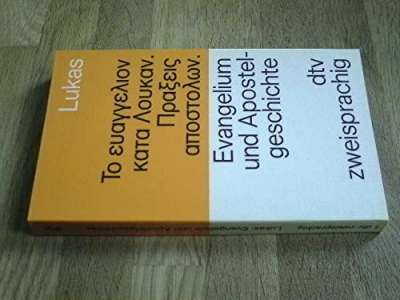 Lukas
Το ευαγγελιον
κατα Λουκαν.
Πραξεις
αποστολων.
Evangelium
und Apostel-
geschichte
dtv
zweisprachig